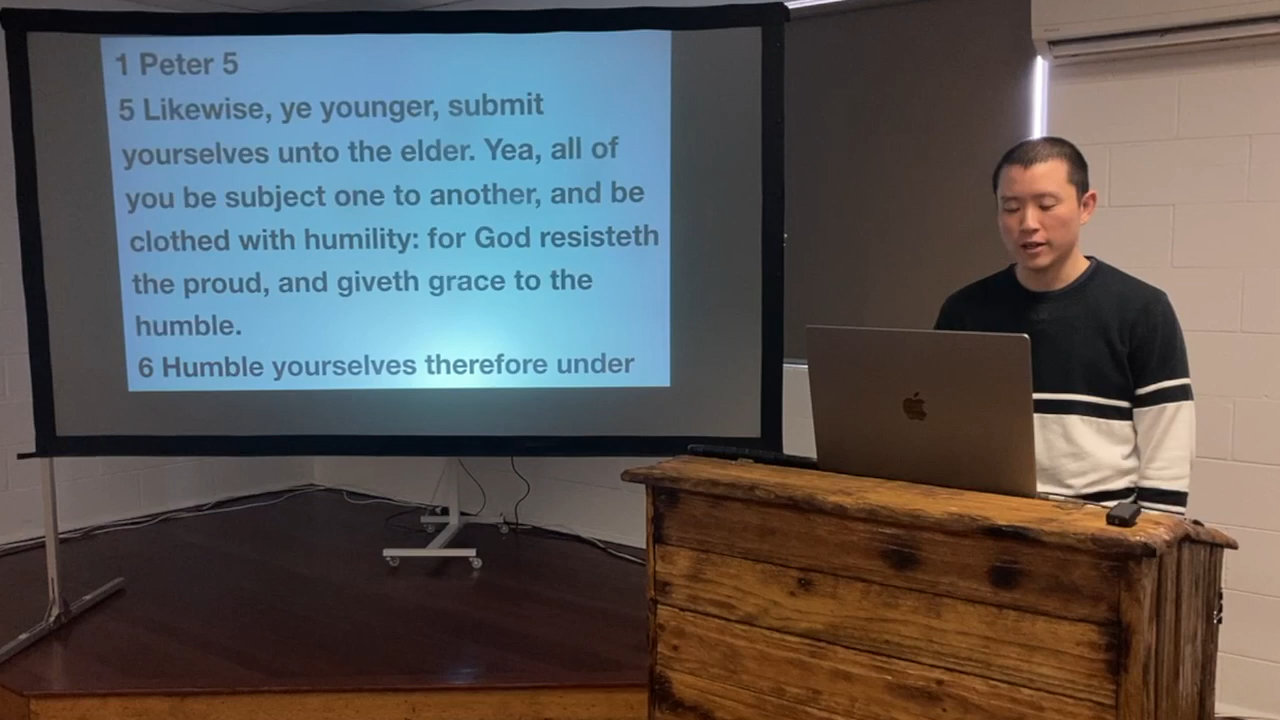 1 Peter 5
5 Likewise, ye younger, submit
yourselves unto the elder. Yea, all of
you be subject one to another, and be
clothed with humility: for God resisteth
the proud, and giveth grace to the
humble.
6 Humble yourselves therefore under